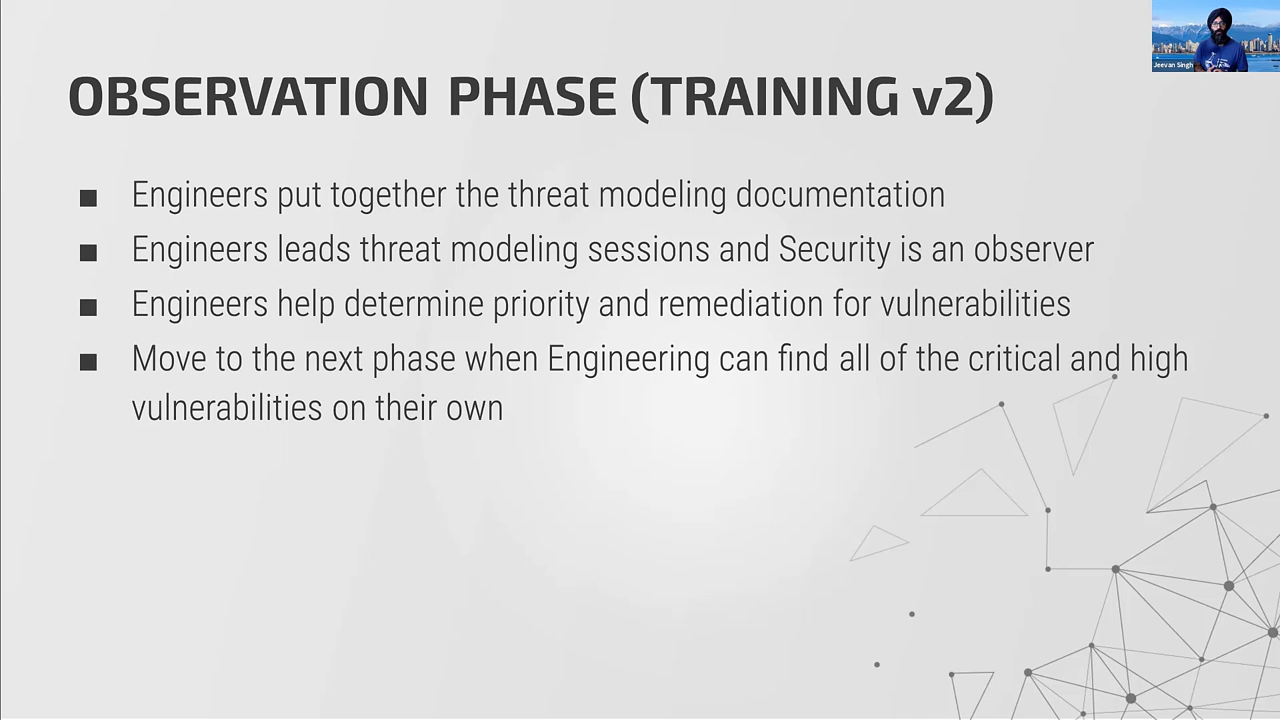 Jeevan Singh
OBSERVATION PHASE (TRAINING v2)
■ Engineers put together the threat modeling documentation
■ Engineers leads threat modeling sessions and Security is an observer
■ Engineers help determine priority and remediation for vulnerabilities
■ Move to the next phase when Engineering can find all of the critical and high
vulnerabilities on their own